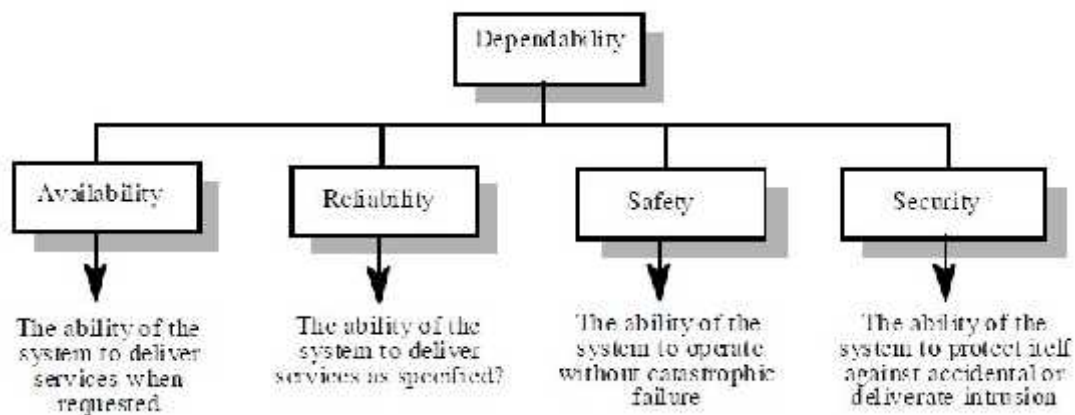 Dependability
Availability
Reliability
Safety
Security
The ability of the
system to deliver
services when
requested
The ability of the
system to deliver
services as specified?
The ability of the
system to operate
without catastrophic
failure
The ability of the
system to protect itelf
against accidental or
deliverate intrusion